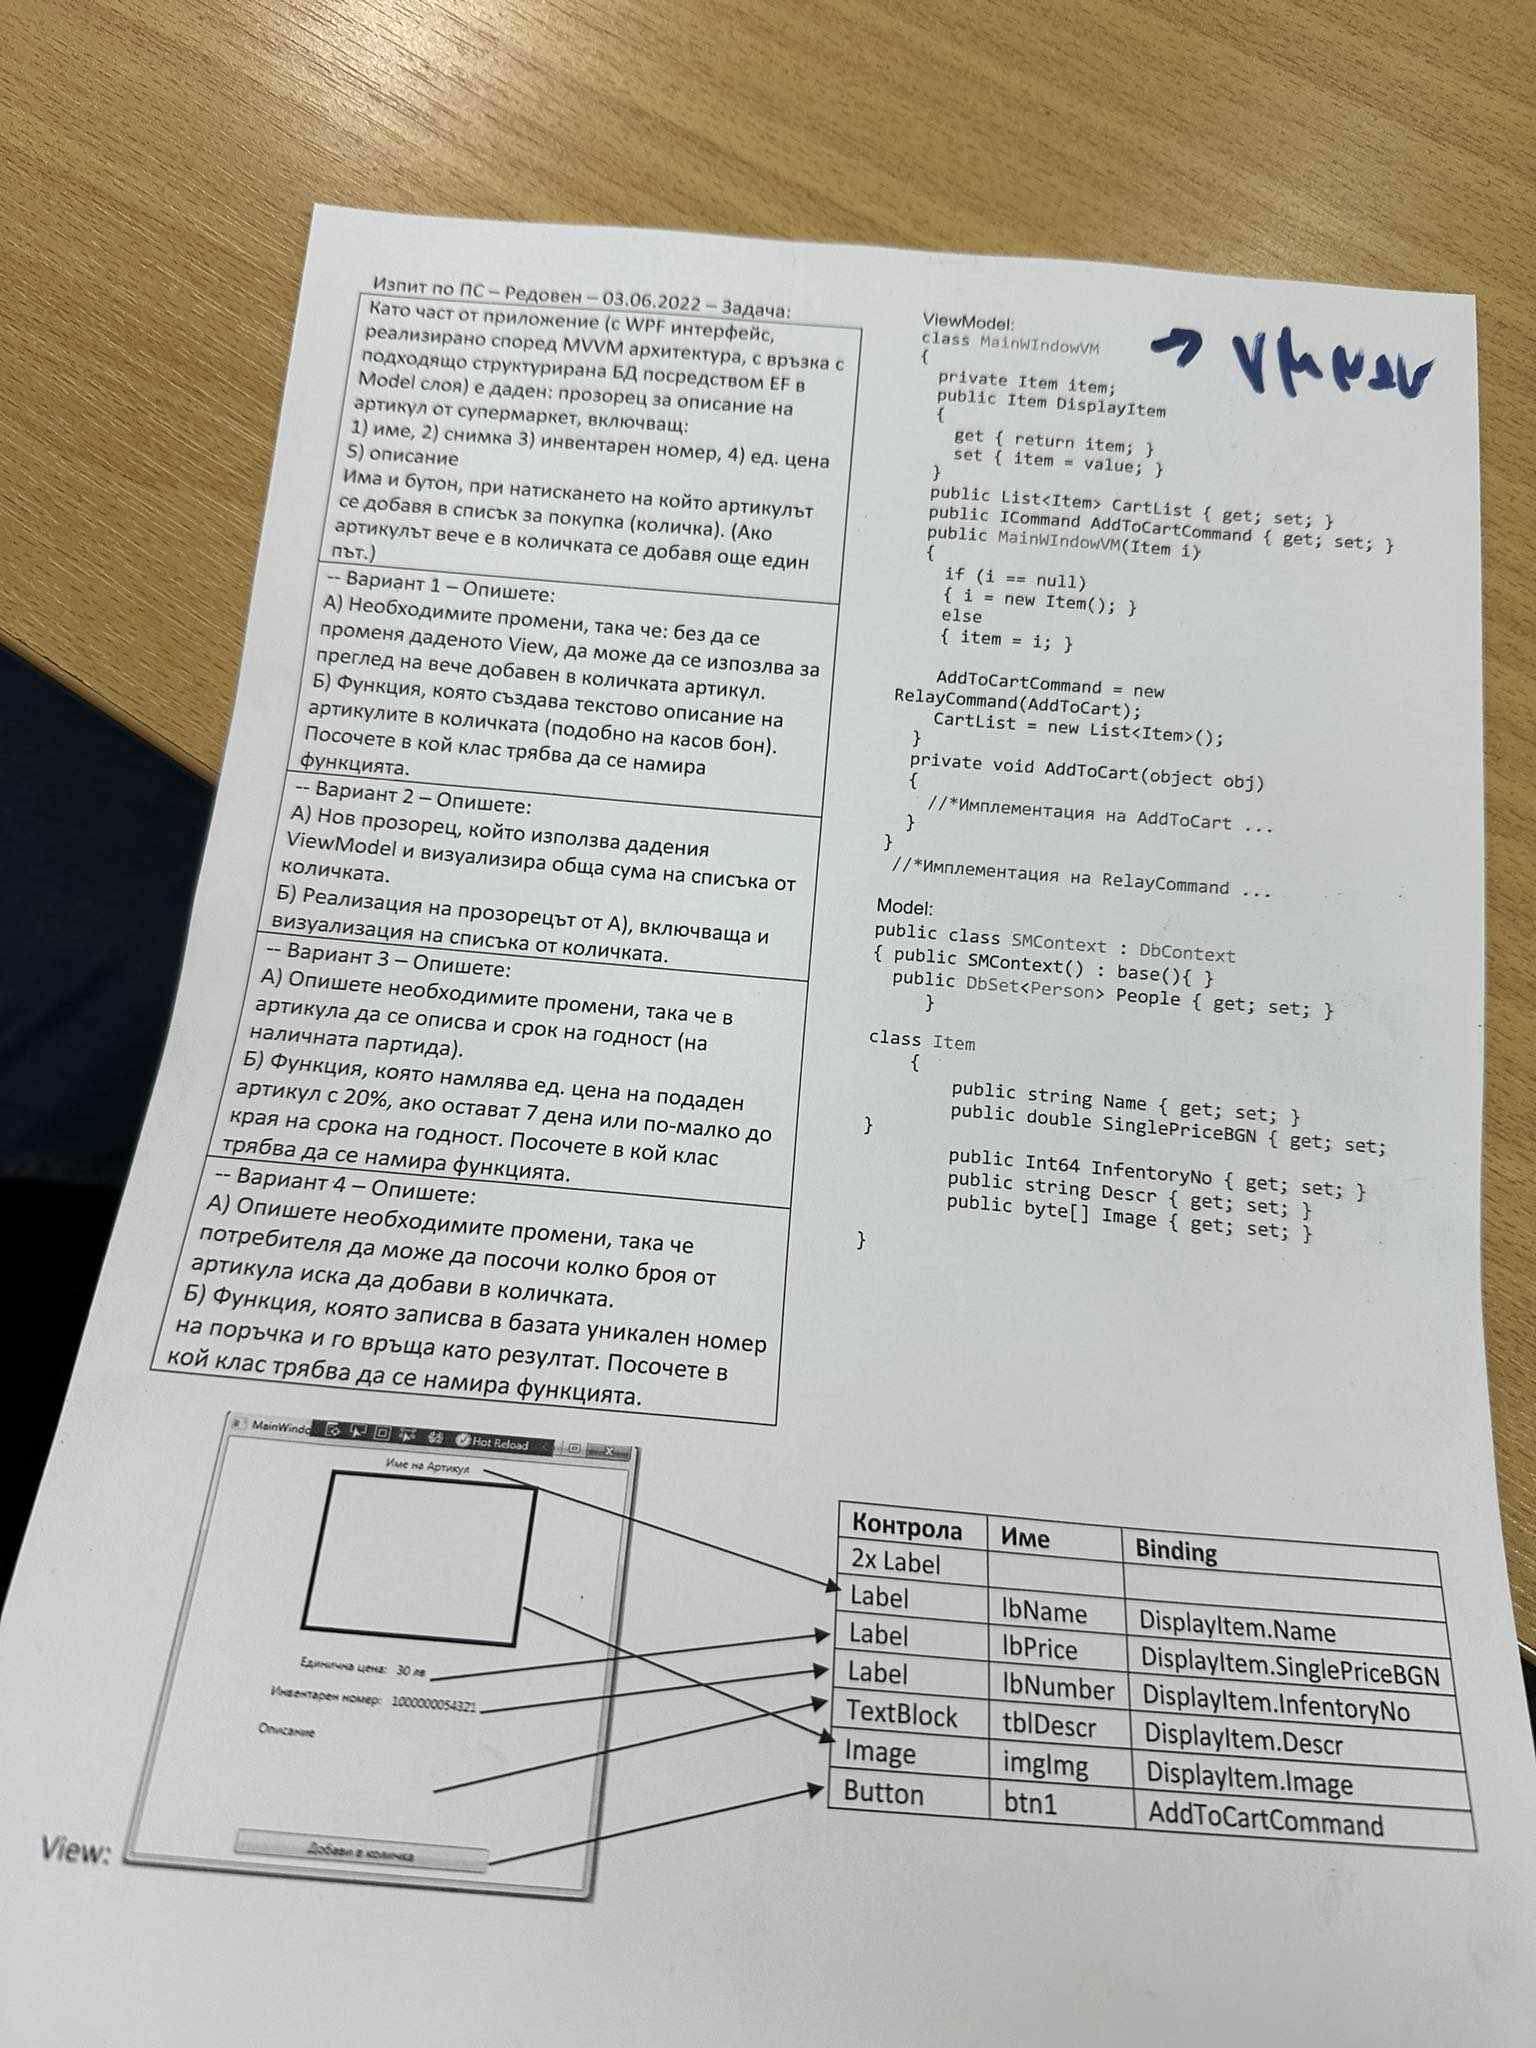 Изпит по ПС – Редовен – 03.06.2022 – Задача:
Като част от приложение (с WPF интерфейс,
реализирано според MVVM архитектура, с връзка с
подходящо структурирана БД посредством EF в
Model слоя) е даден: прозорец за описание на
артикул от супермаркет, включващ:
1) име, 2) снимка 3) инвентарен номер, 4) ед. цена
5) описание
Има и бутон, при натискането на който артикулът
се добавя в списък за покупка (количка). (Ако
артикулът вече е в количката се добавя още един
път.)
-- Вариант 1 – Опишете:
А) Необходимите промени, така че: без да се
променя даденото View, да може да се изпозлва за
преглед на вече добавен в количката артикул.
Б) Функция, която създава текстово описание на
артикулите в количката (подобно на касов бон).
Посочете в кой клас трябва да се намира
функцията.
-- Вариант 2 – Опишете:
А) Нов прозорец, който използва дадения
ViewModel и визуализира обща сума на списъка от
количката.
Б) Реализация на прозорецът от А), включваща и
визуализация на списъка от количката.
-- Вариант 3 – Опишете:
А) Опишете необходимите промени, така че в
артикула да се описва и срок на годност (на
наличната партида).
Б) Функция, която намлява ед. цена на подаден
артикул с 20%, ако остават 7 дена или по-малко до
края на срока на годност. Посочете в кой клас
трябва да се намира функцията.
-- Вариант 4 – Опишете:
А) Опишете необходимите промени, така че
потребителя да може да посочи колко броя от
артикула иска да добави в количката.
Б) Функция, която записва в базата уникален номер
на поръчка и го връща като резултат. Посочете в
кой клас трябва да се намира функцията.
ViewModel:
class MainWIndowVM
{
private Item item;
public Item DisplayItem
{
get { return item; }
set { item = value; }
}
public List<Item> CartList { get; set; }
public ICommand AddToCartCommand { get; set; }
public MainWIndowVM(Item i)
{
if (i == null)
{ i = new Item(); }
else
{ item = i; }
AddToCartCommand = new
RelayCommand(AddToCart);
CartList = new List<Item>();
}
private void AddToCart(object obj)
{
//*Имплементация на AddToCart ...
}
}
//*Имплементация на RelayCommand ...
Model:
public class SMContext : DbContext
{ public SMContext() : base(){ }
public DbSet<Person> People { get; set; }
}
class Item
{
public string Name { get; set; }
public double SinglePriceBGN { get; set;
}
public Int64 InfentoryNo { get; set; }
public string Descr { get; set; }
public byte[] Image { get; set; }
}
View:
MainWindo
Hot Reload
Име на Артикул
Единична цена: 30 лв
Инвентарен номер: 1000000054321
Описание
Добави в количка
Контрола Име Binding
2x Label
Label lbName DisplayItem.Name
Label lbPrice DisplayItem.SinglePriceBGN
Label lbNumber DisplayItem.InfentoryNo
TextBlock tblDescr DisplayItem.Descr
Image imgImg DisplayItem.Image
Button btn1 AddToCartCommand